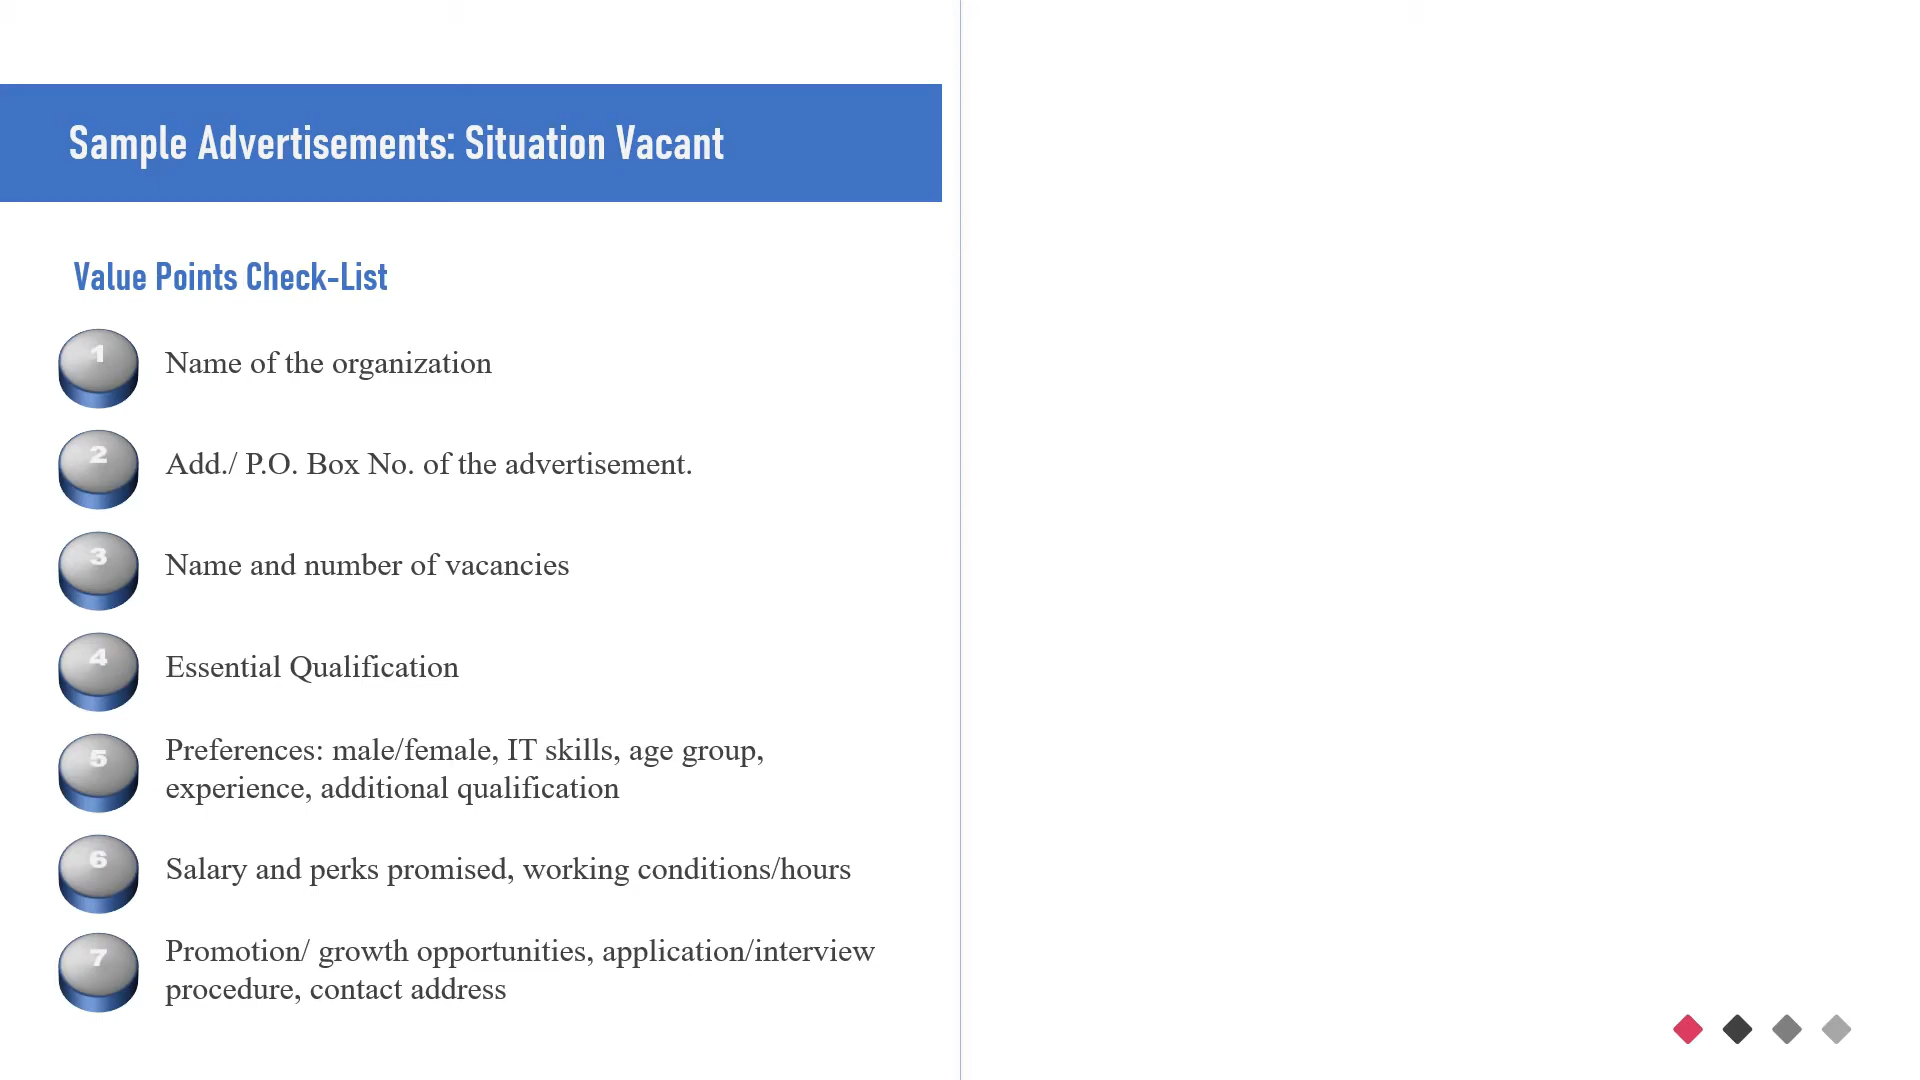 Sample Advertisements: Situation Vacant
Value Points Check-List
1
Name of the organization
2
Add./ P.O. Box No. of the advertisement.
3
Name and number of vacancies
4
Essential Qualification
5
Preferences: male/female, IT skills, age group,
experience, additional qualification
6
Salary and perks promised, working conditions/hours
7
Promotion/ growth opportunities, application/interview
procedure, contact address